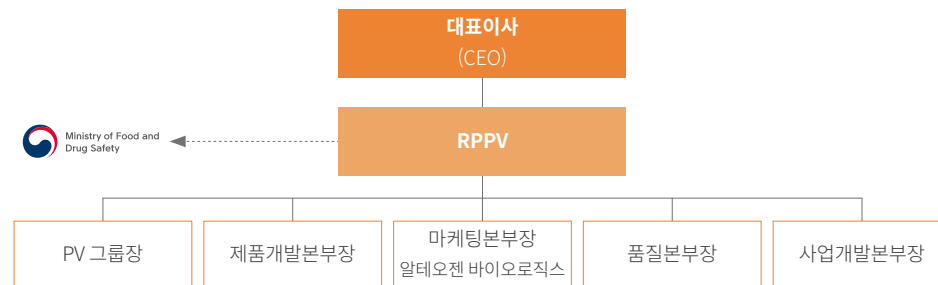 대표이사
(CEO)
Ministry of Food and
Drug Safety
RPPV
PV 그룹장
제품개발본부장
마케팅본부장
알테오젠 바이오로직스
품질본부장
사업개발본부장